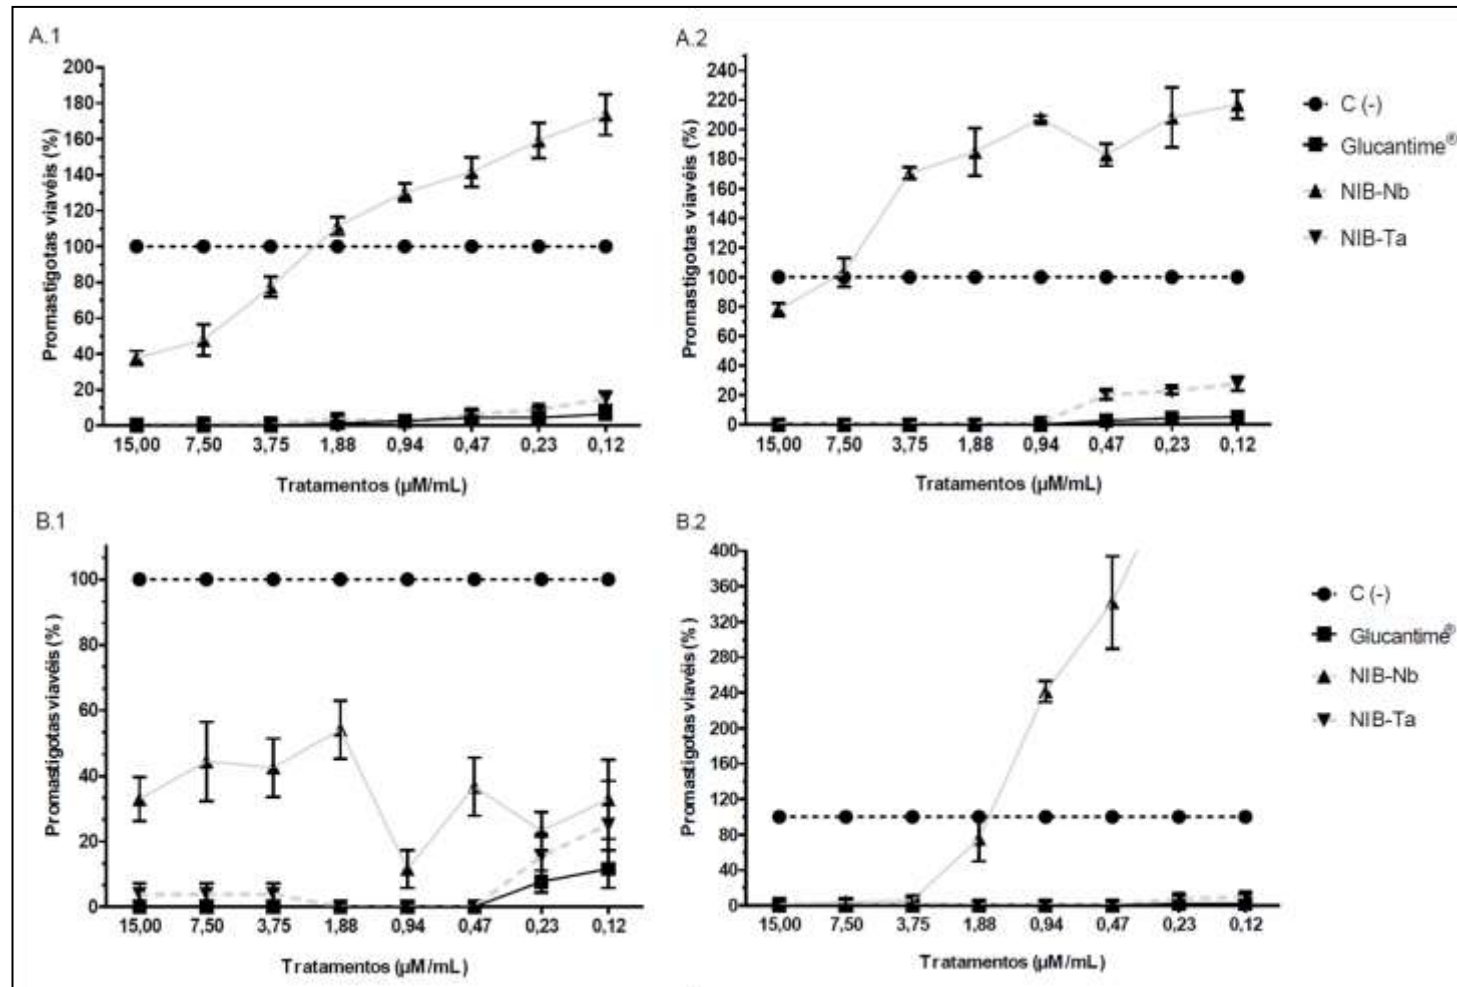 A.1
200
180
160
140
120
100
80
60
40
20
0
Promastigotas viavéis (%)
15,00 7,50 3,75 1,88 0,94 0,47 0,23 0,12
Tratamentos (µM/mL)
A.2
240
220
200
180
160
140
120
100
80
60
40
20
0
Promastigotas viavéis (%)
15,00 7,50 3,75 1,88 0,94 0,47 0,23 0,12
Tratamentos (µM/mL)
C (-)
Glucantime®
NIB-Nb
NIB-Ta
B.1
100
80
60
40
20
0
Promastigotas viavéis (%)
15,00 7,50 3,75 1,88 0,94 0,47 0,23 0,12
Tratamentos (µM/mL)
B.2
400
360
320
280
240
200
160
120
80
40
0
Promastigotas viavéis (%)
15,00 7,50 3,75 1,88 0,94 0,47 0,23 0,12
Tratamentos (µM/mL)
C (-)
Glucantime®
NIB-Nb
NIB-Ta